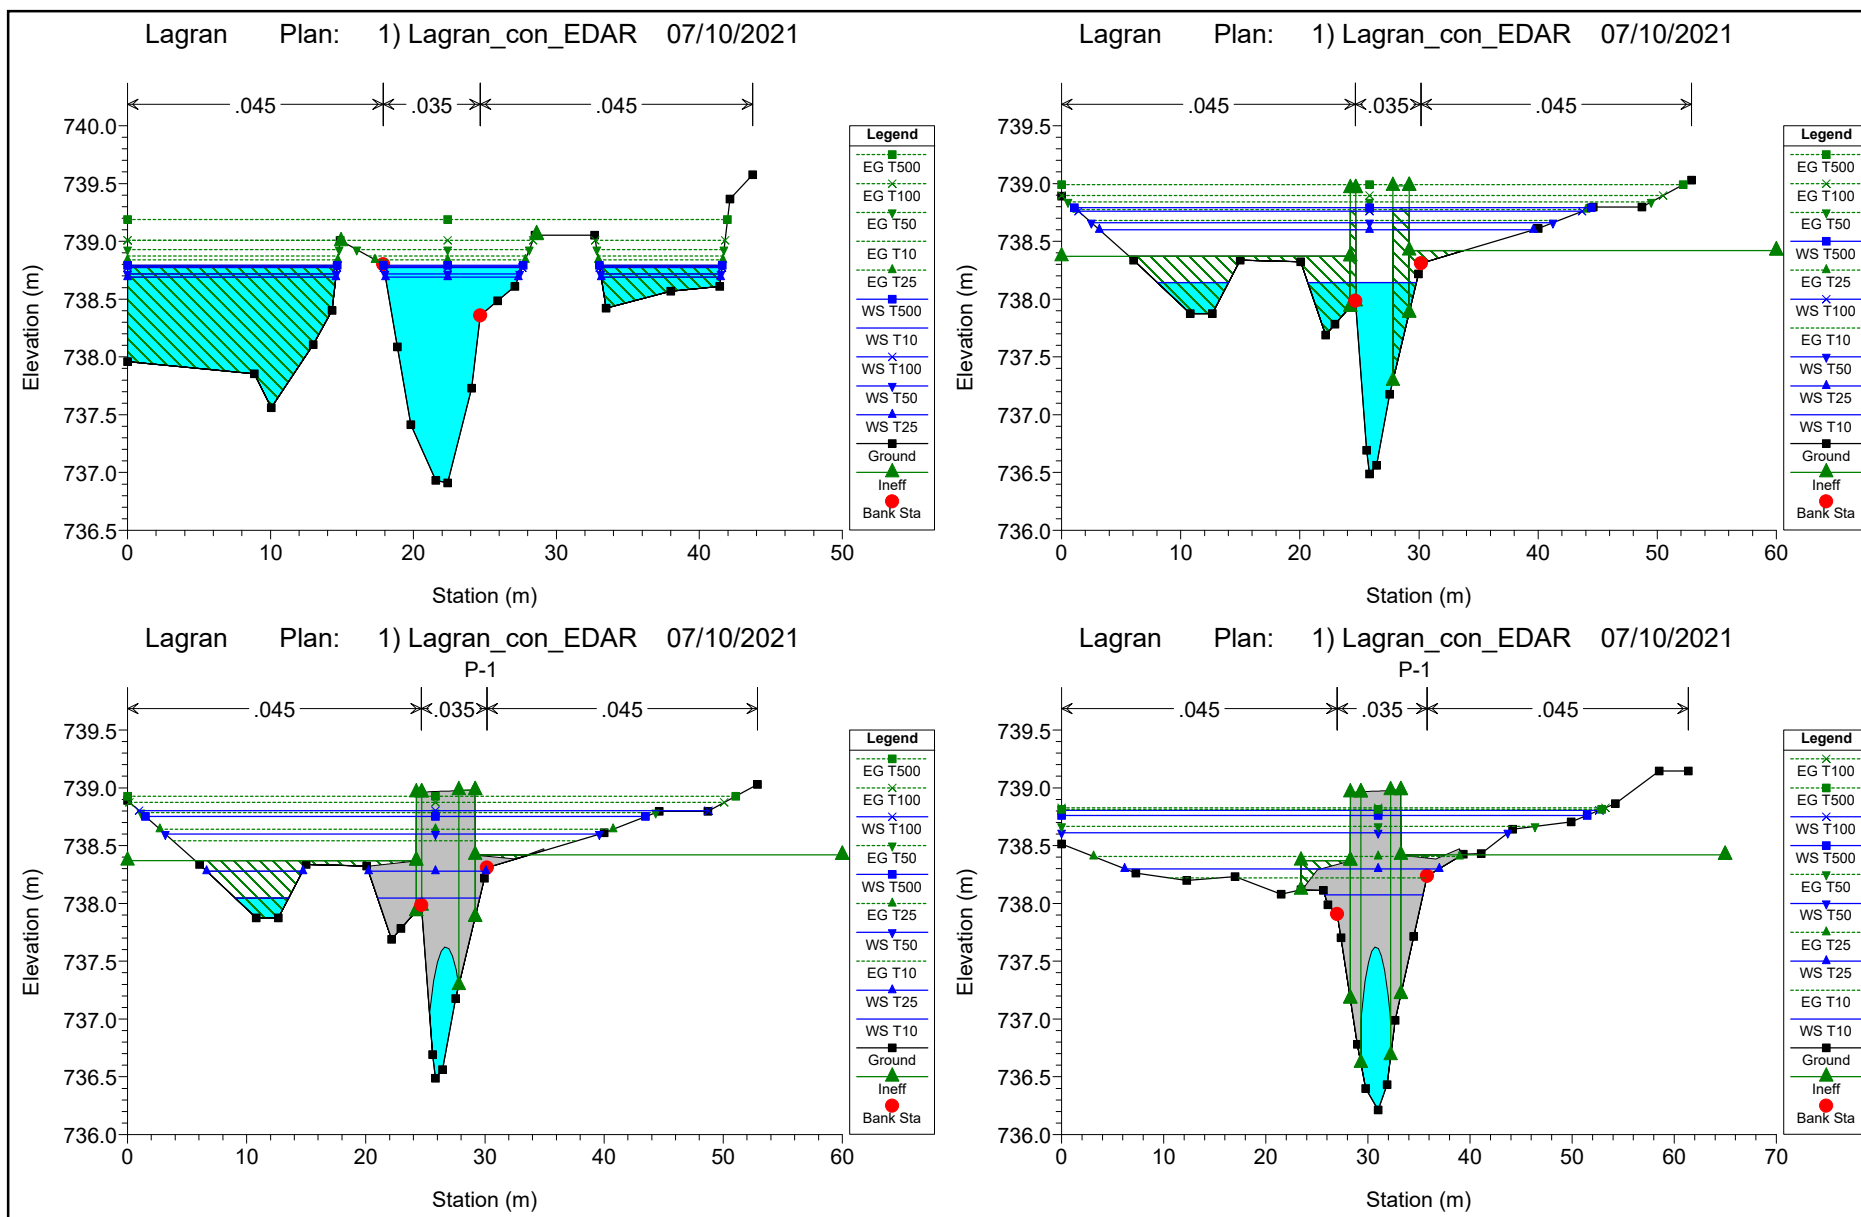 Lagran Plan: 1) Lagran_con_EDAR 07/10/2021
.045 .035 .045
740.0
739.5
739.0
738.5
738.0
737.5
737.0
736.5
0 10 20 30 40 50
Elevation (m)
Station (m)
Legend
EG T500
EG T100
EG T50
EG T10
EG T25
WS T500
WS T10
WS T100
WS T50
WS T25
Ground
Ineff
Bank Sta
Lagran Plan: 1) Lagran_con_EDAR 07/10/2021
.045 .035 .045
739.5
739.0
738.5
738.0
737.5
737.0
736.5
736.0
0 10 20 30 40 50 60
Elevation (m)
Station (m)
Legend
EG T500
EG T100
EG T50
WS T500
EG T25
WS T100
EG T10
WS T50
WS T25
WS T10
Ground
Ineff
Bank Sta
Lagran Plan: 1) Lagran_con_EDAR 07/10/2021
P-1
.045 .035 .045
739.5
739.0
738.5
738.0
737.5
737.0
736.5
736.0
0 10 20 30 40 50 60
Elevation (m)
Station (m)
Legend
EG T500
EG T100
WS T100
EG T50
WS T500
EG T25
WS T50
EG T10
WS T25
WS T10
Ground
Ineff
Bank Sta
Lagran Plan: 1) Lagran_con_EDAR 07/10/2021
P-1
.045 .035 .045
739.5
739.0
738.5
738.0
737.5
737.0
736.5
736.0
0 10 20 30 40 50 60 70
Elevation (m)
Station (m)
Legend
EG T100
EG T500
WS T100
WS T500
EG T50
WS T50
EG T25
WS T25
EG T10
WS T10
Ground
Ineff
Bank Sta